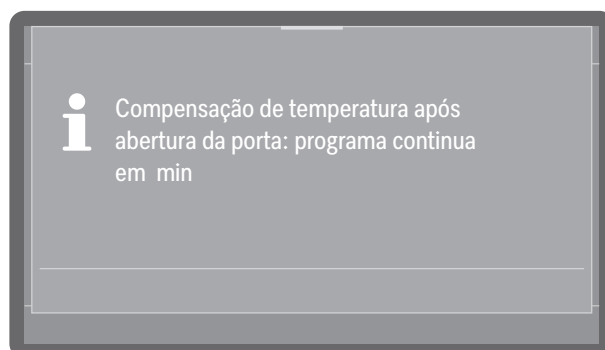 Compensação de temperatura após
abertura da porta: programa continua
em  min